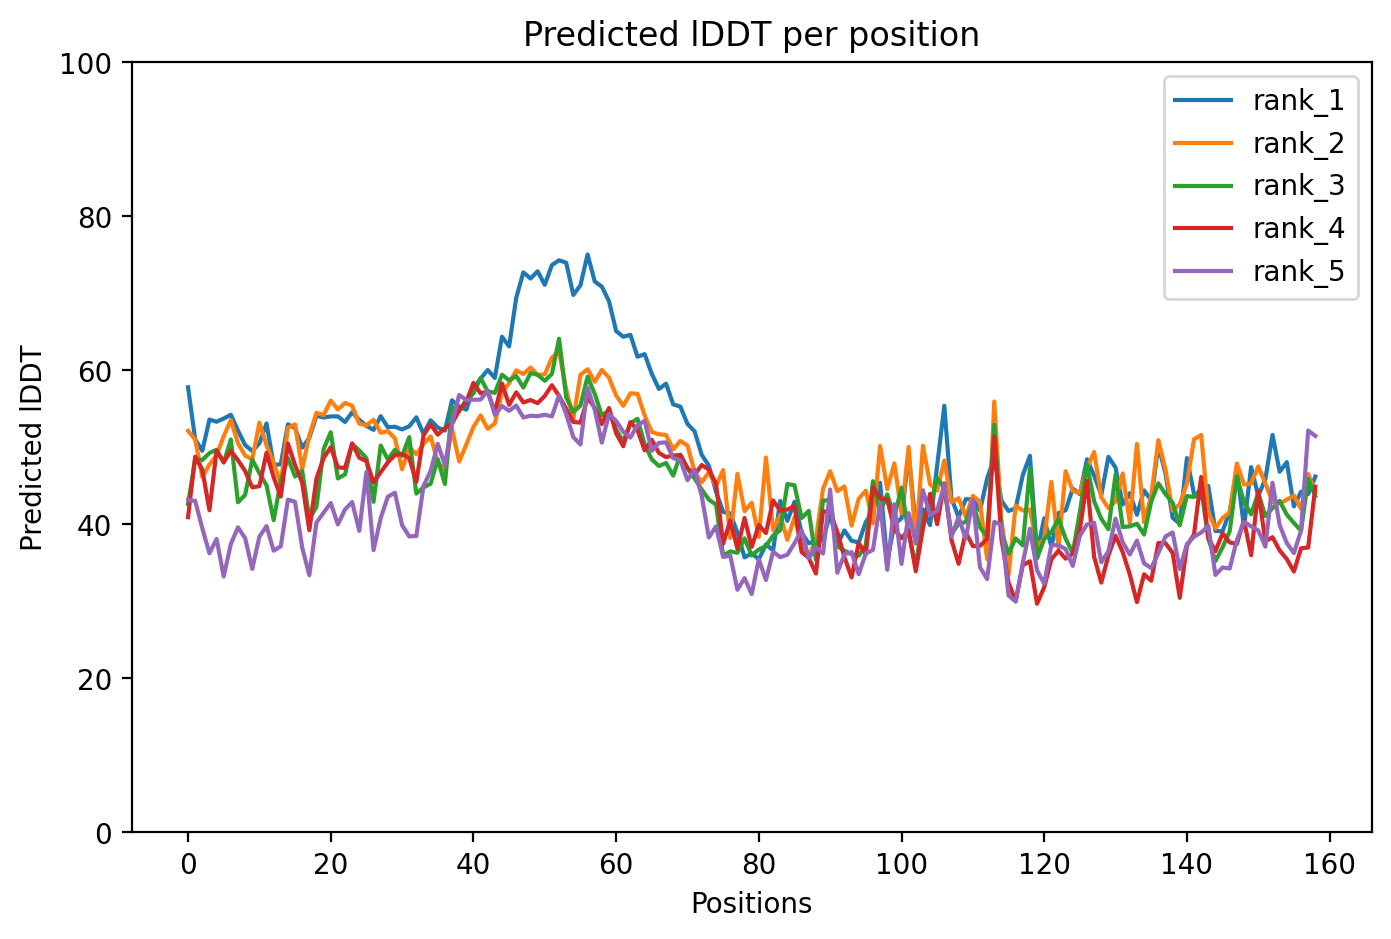 Predicted lDDT per position
100
80
60
40
20
0
Predicted lDDT
0 20 40 60 80 100 120 140 160
Positions
rank_1
rank_2
rank_3
rank_4
rank_5